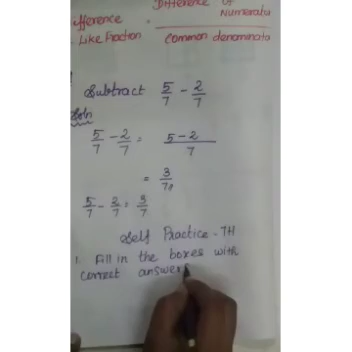 Difference of
ifference = Numerato
Like Fraction Common denominato
Subtract 5/7 - 2/7
Soln
5/7 - 2/7 = 5-2/7
= 3/7
5/7 - 2/7 = 3/7
Self Practice - 7H
1. Fill in the boxes with
correct answer